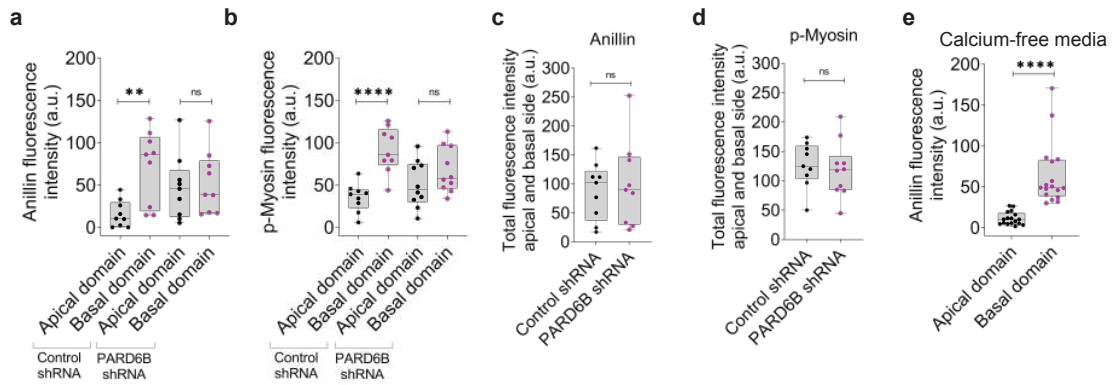 a
Anillin fluorescence
intensity (a.u.)
200
150
100
50
0
**
ns
Apical domain
Basal domain
Apical domain
Basal domain
Control
shRNA
PARD6B
shRNA
b
p-Myosin fluorescence
intensity (a.u.)
200
150
100
50
0
****
ns
Apical domain
Basal domain
Apical domain
Basal domain
Control
shRNA
PARD6B
shRNA
c
Anillin
Total fluorescence intensity
apical and basal side (a.u.)
300
250
200
150
100
50
0
ns
Control shRNA
PARD6B shRNA
d
p-Myosin
Total fluorescence intensity
apical and basal side (a.u.)
300
250
200
150
100
50
0
ns
Control shRNA
PARD6B shRNA
e
Calcium-free media
Anillin fluorescence
intensity (a.u.)
200
150
100
50
0
****
Apical domain
Basal domain